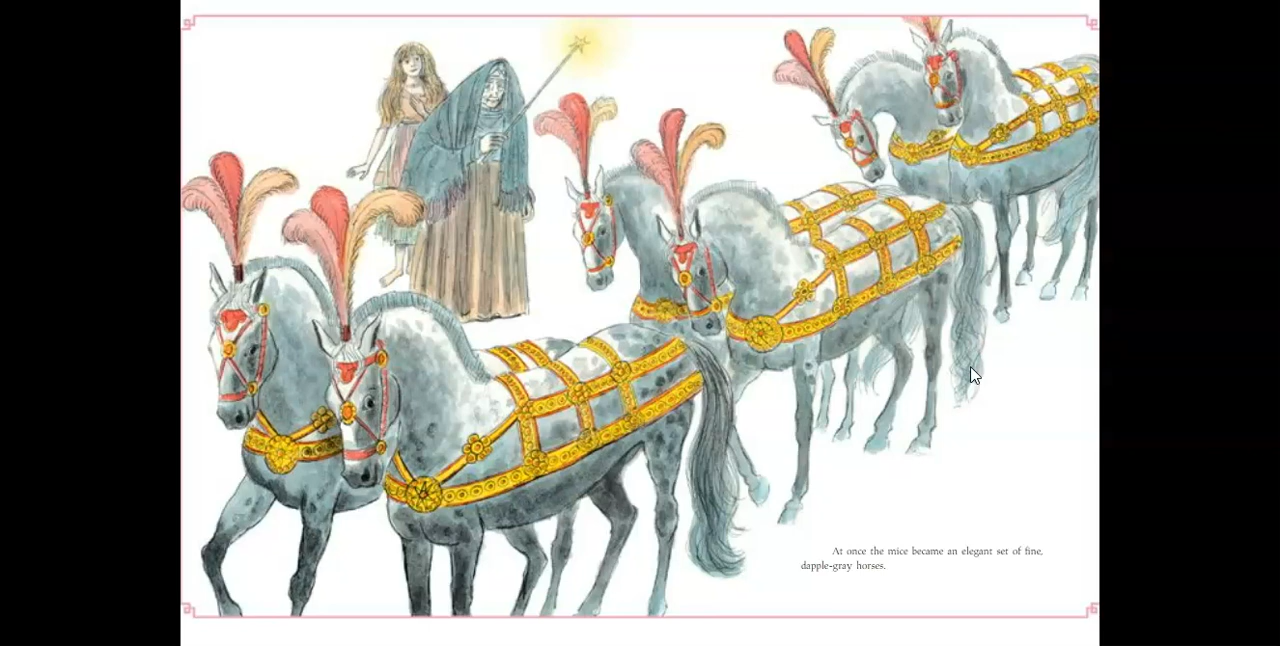 At once the mice became an elegant set of fine,
dapple-gray horses.